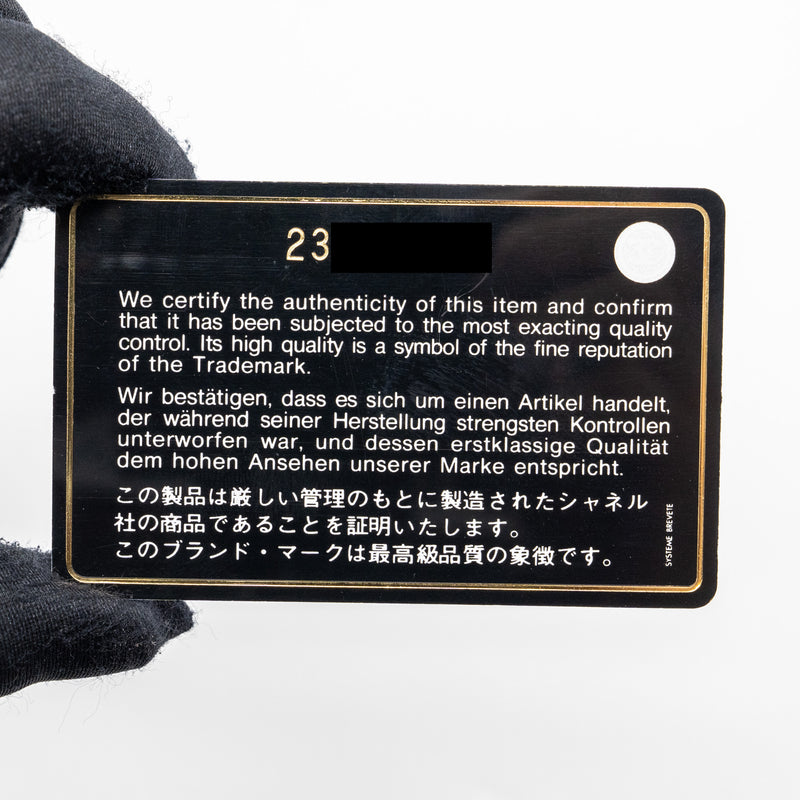 23
We certify the authenticity of this item and confirm
that it has been subjected to the most exacting quality
control. Its high quality is a symbol of the fine reputation
of the Trademark.
Wir bestätigen, dass es sich um einen Artikel handelt,
der während seiner Herstellung strengsten Kontrollen
unterworfen war, und dessen erstklassige Qualität
dem hohen Ansehen unserer Marke entspricht.
この製品は厳しい管理のもとに製造されたシャネル
社の商品であることを証明いたします。
このブランド・マークは最高級品質の象徴です。
SYSTEME BREVETE